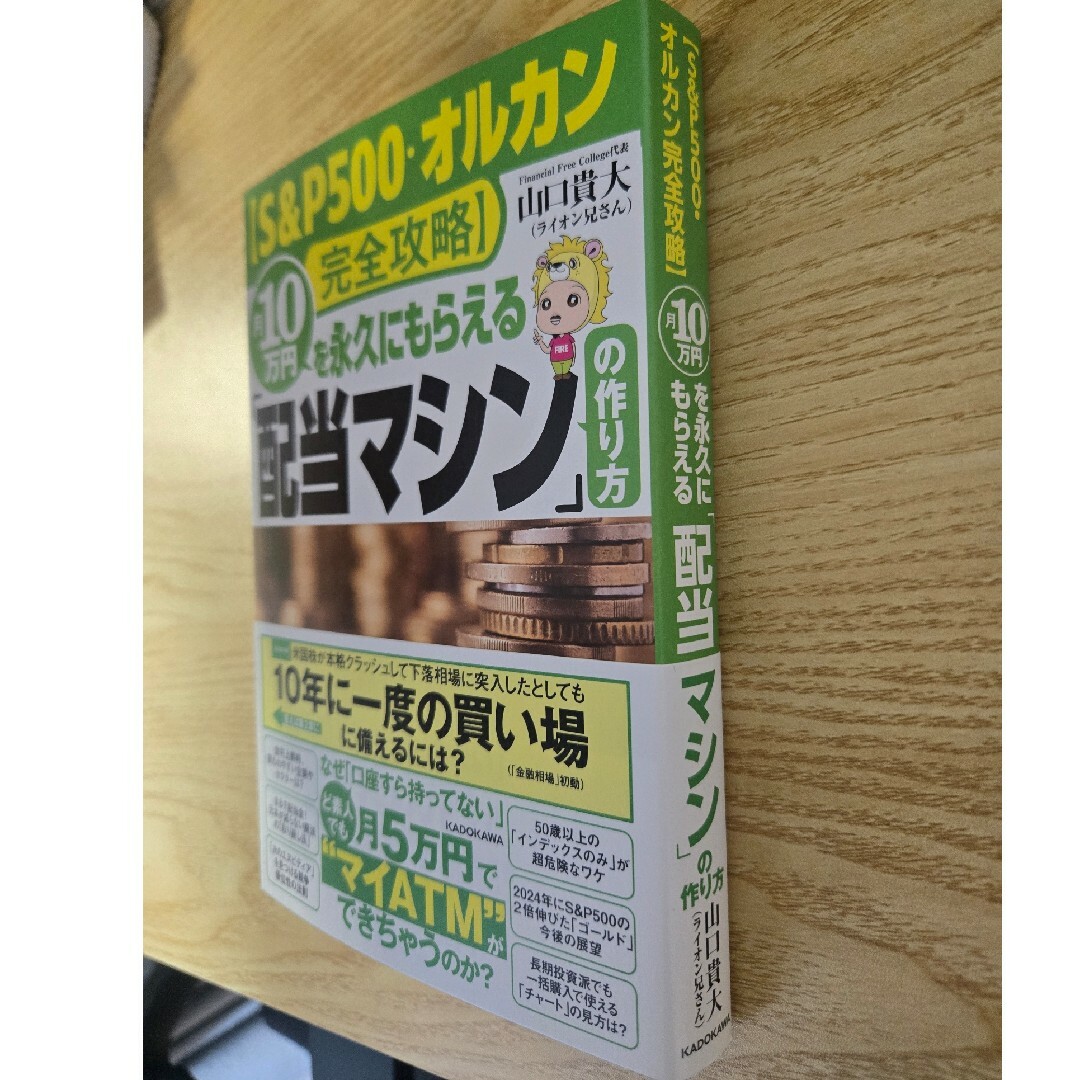 【S&P500・オルカン
完全攻略】
Financial Free College代表
山口貴大
(ライオン兄さん)
月10万円
を永久にもらえる
FIRE
「配当マシン」
の作り方
米国株が本格クラッシュして下落相場に突入したとしても
10年に一度の買い場
に備えるには?
(「金融相場」初動)
なぜ「口座すら持ってない」
KADOKAWA
ど素人でも
月5万円で
"マイATM"が
できちゃうのか?
50歳以上の
「インデックスのみ」が
超危険なワケ
2024年にS&P500の
2倍伸びた「ゴールド」
今後の展望
長期投資派でも
一括購入で使える
「チャート」の見方は?
【S&P500・
オルカン完全攻略】
月10万円
を永久に
もらえる
「配当マシン」
の
作り方
山口貴大
(ライオン兄さん)
KADOKAWA